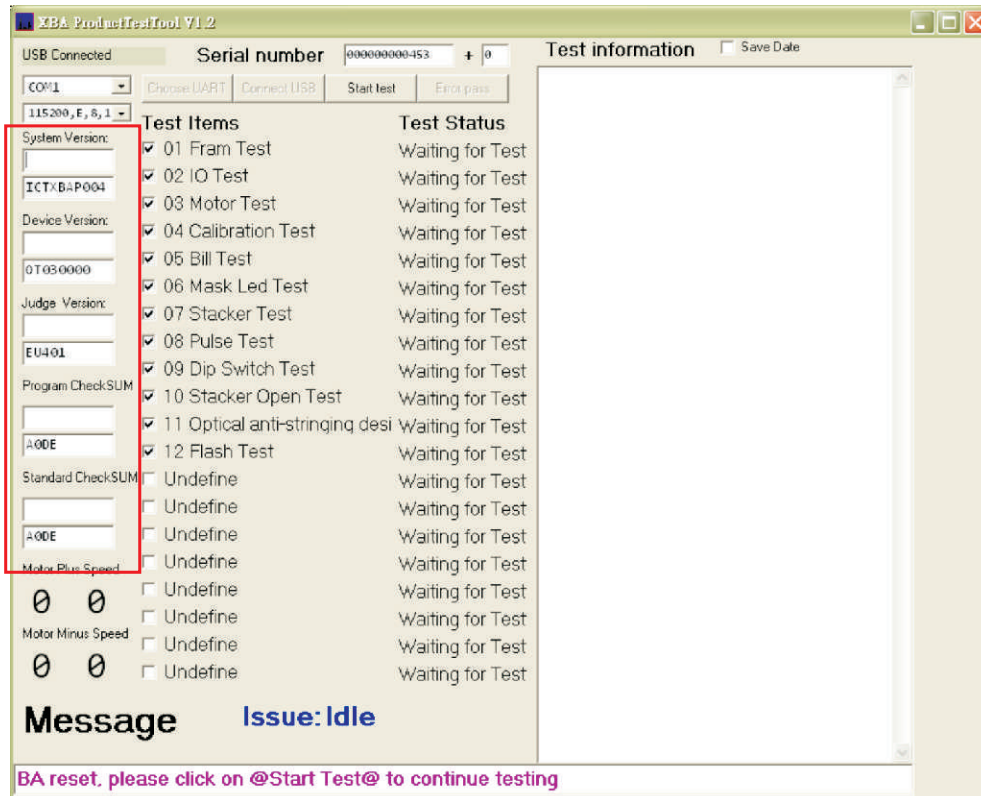 XBA ProductTestTool V1.2
USB Connected
Serial number 000000000453 + 0
Test information Save Date
COM1
Choose UART Connect USB Start test Error pass
115200,E,8,1
Test Items Test Status
System Version:
ICTXBAP004
Device Version:
0T030000
Judge Version:
EU401
Program CheckSUM
A0DE
Standard CheckSUM
A0DE
Motor Plus Speed
0 0
Motor Minus Speed
0 0
01 Fram Test Waiting for Test
02 IO Test Waiting for Test
03 Motor Test Waiting for Test
04 Calibration Test Waiting for Test
05 Bill Test Waiting for Test
06 Mask Led Test Waiting for Test
07 Stacker Test Waiting for Test
08 Pulse Test Waiting for Test
09 Dip Switch Test Waiting for Test
10 Stacker Open Test Waiting for Test
11 Optical anti-stringing desi Waiting for Test
12 Flash Test Waiting for Test
Undefine Waiting for Test
Undefine Waiting for Test
Undefine Waiting for Test
Undefine Waiting for Test
Undefine Waiting for Test
Undefine Waiting for Test
Undefine Waiting for Test
Undefine Waiting for Test
Message Issue: Idle
BA reset, please click on @Start Test@ to continue testing